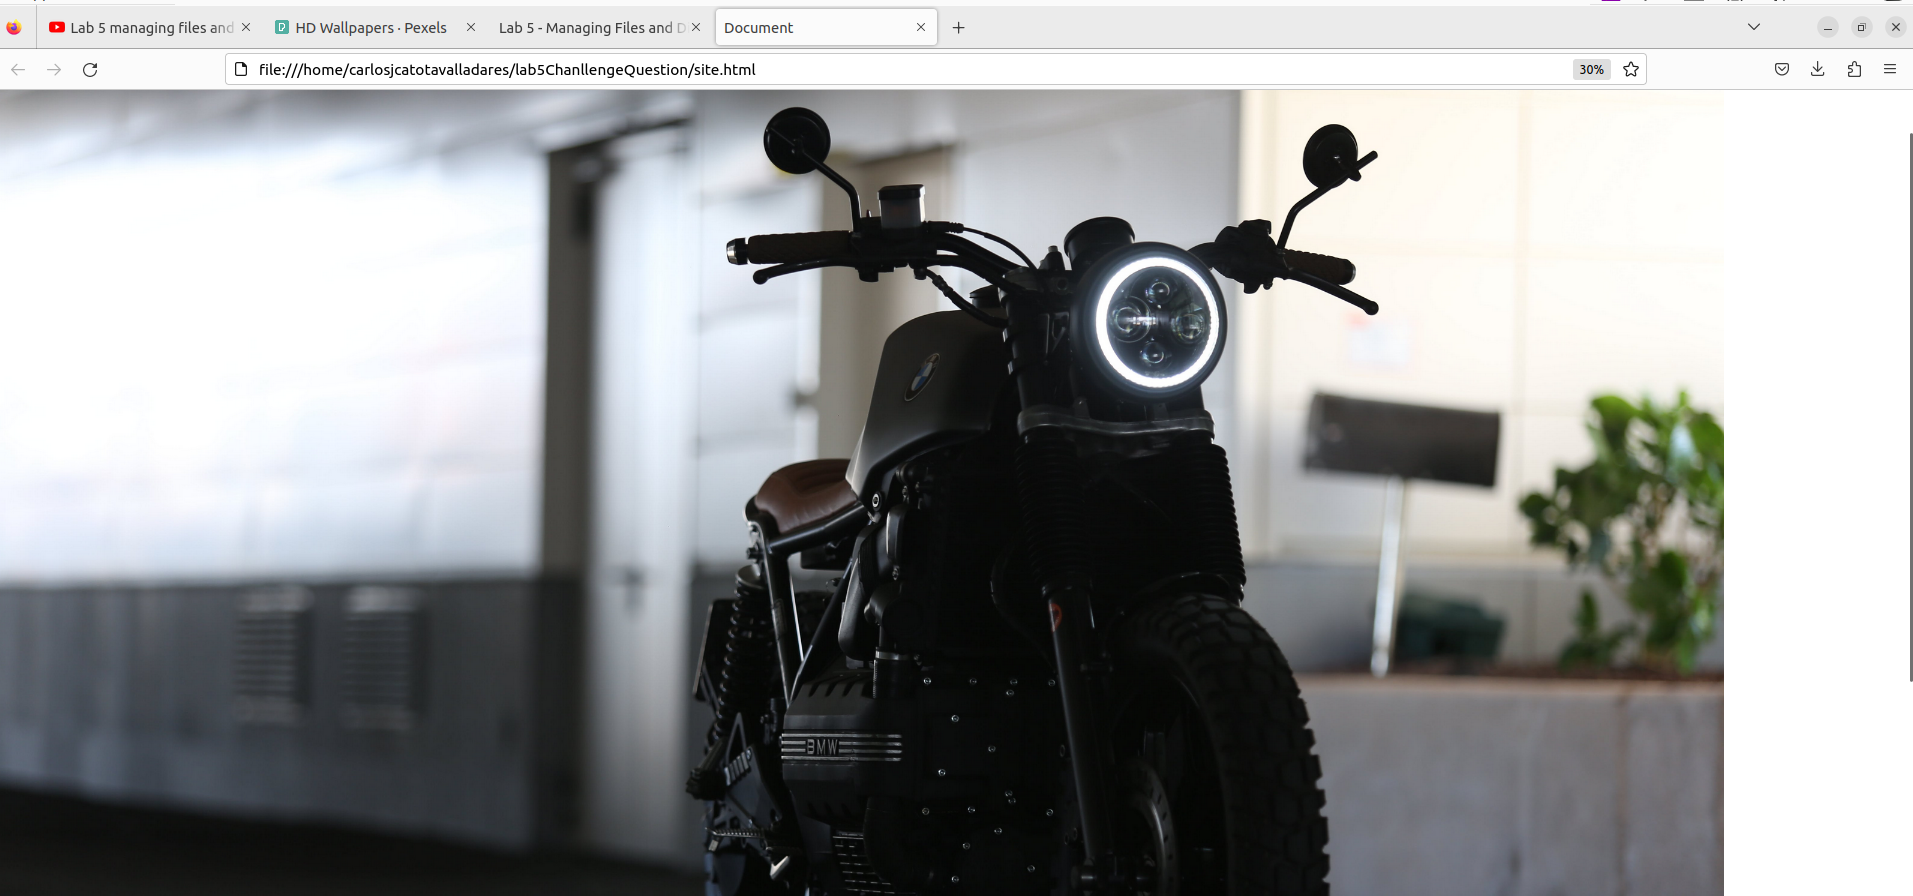 Lab 5 managing files and
HD Wallpapers · Pexels
Lab 5 - Managing Files and D
Document
file:///home/carlosjcatotavalladares/lab5ChanllengeQuestion/site.html
30%
BMW